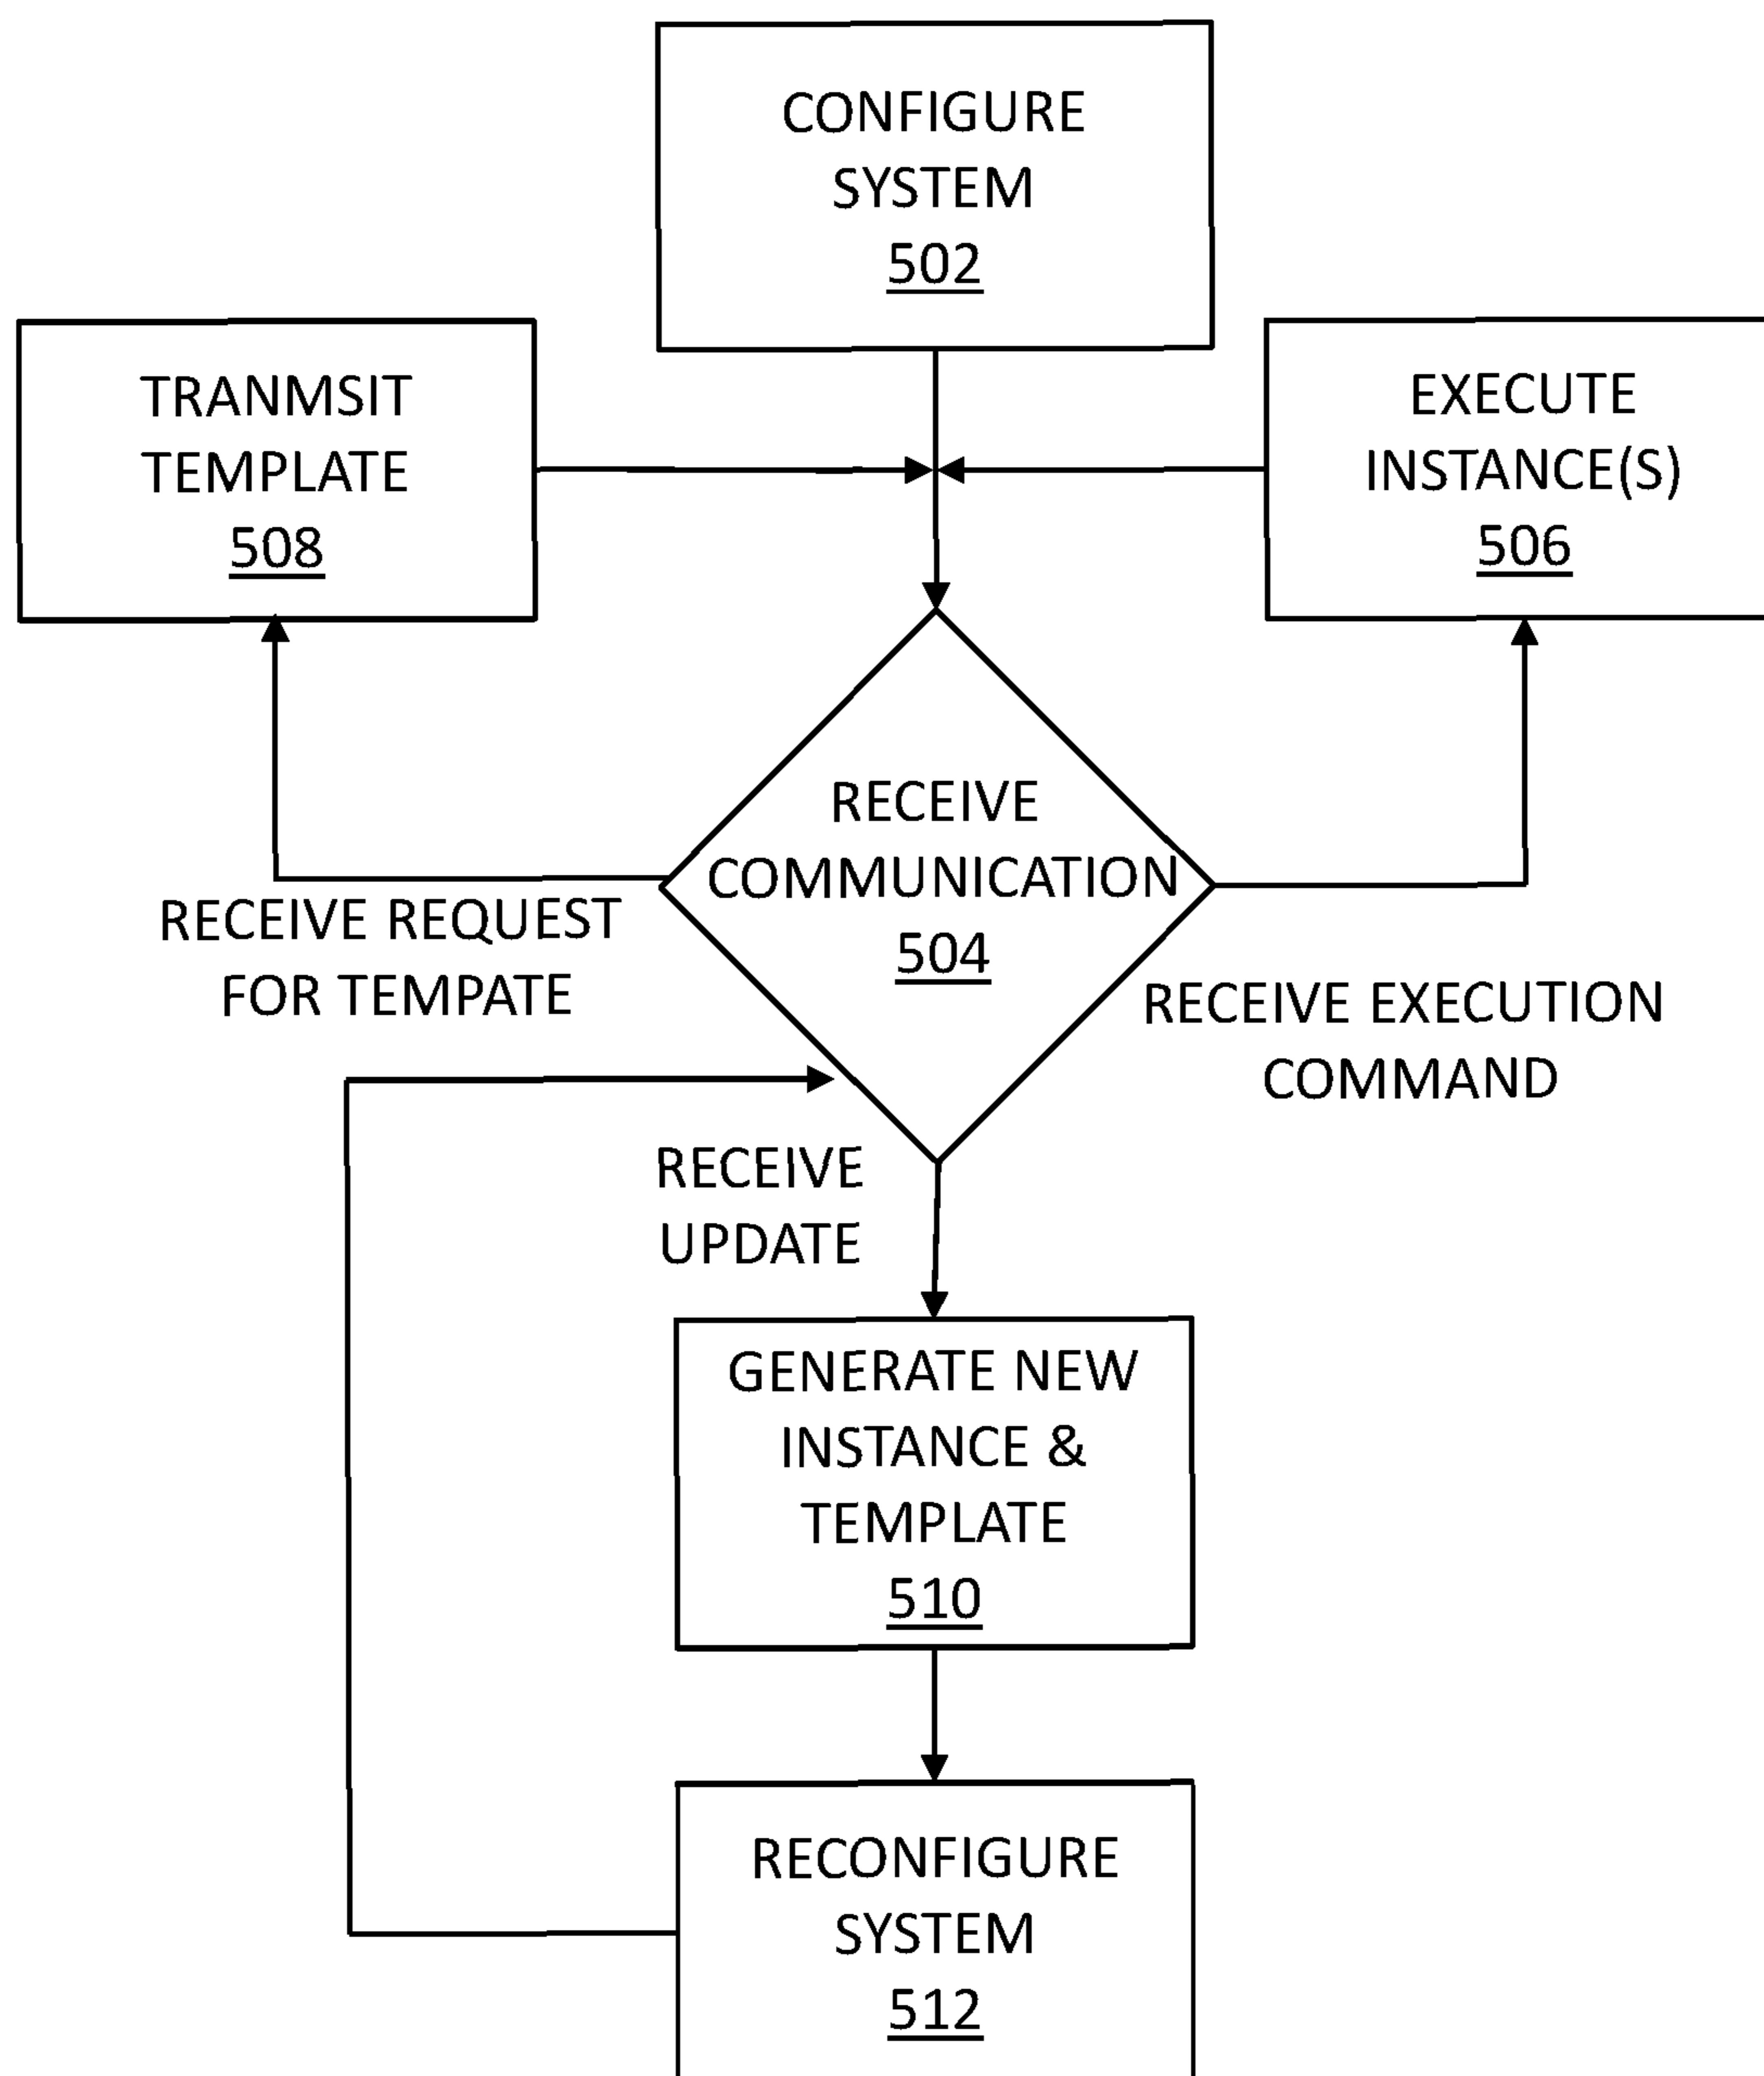 CONFIGURE
SYSTEM
502
TRANMSIT
TEMPLATE
508
EXECUTE
INSTANCE(S)
506
RECEIVE
COMMUNICATION
504
RECEIVE REQUEST
FOR TEMPATE
RECEIVE EXECUTION
COMMAND
RECEIVE
UPDATE
GENERATE NEW
INSTANCE &
TEMPLATE
510
RECONFIGURE
SYSTEM
512